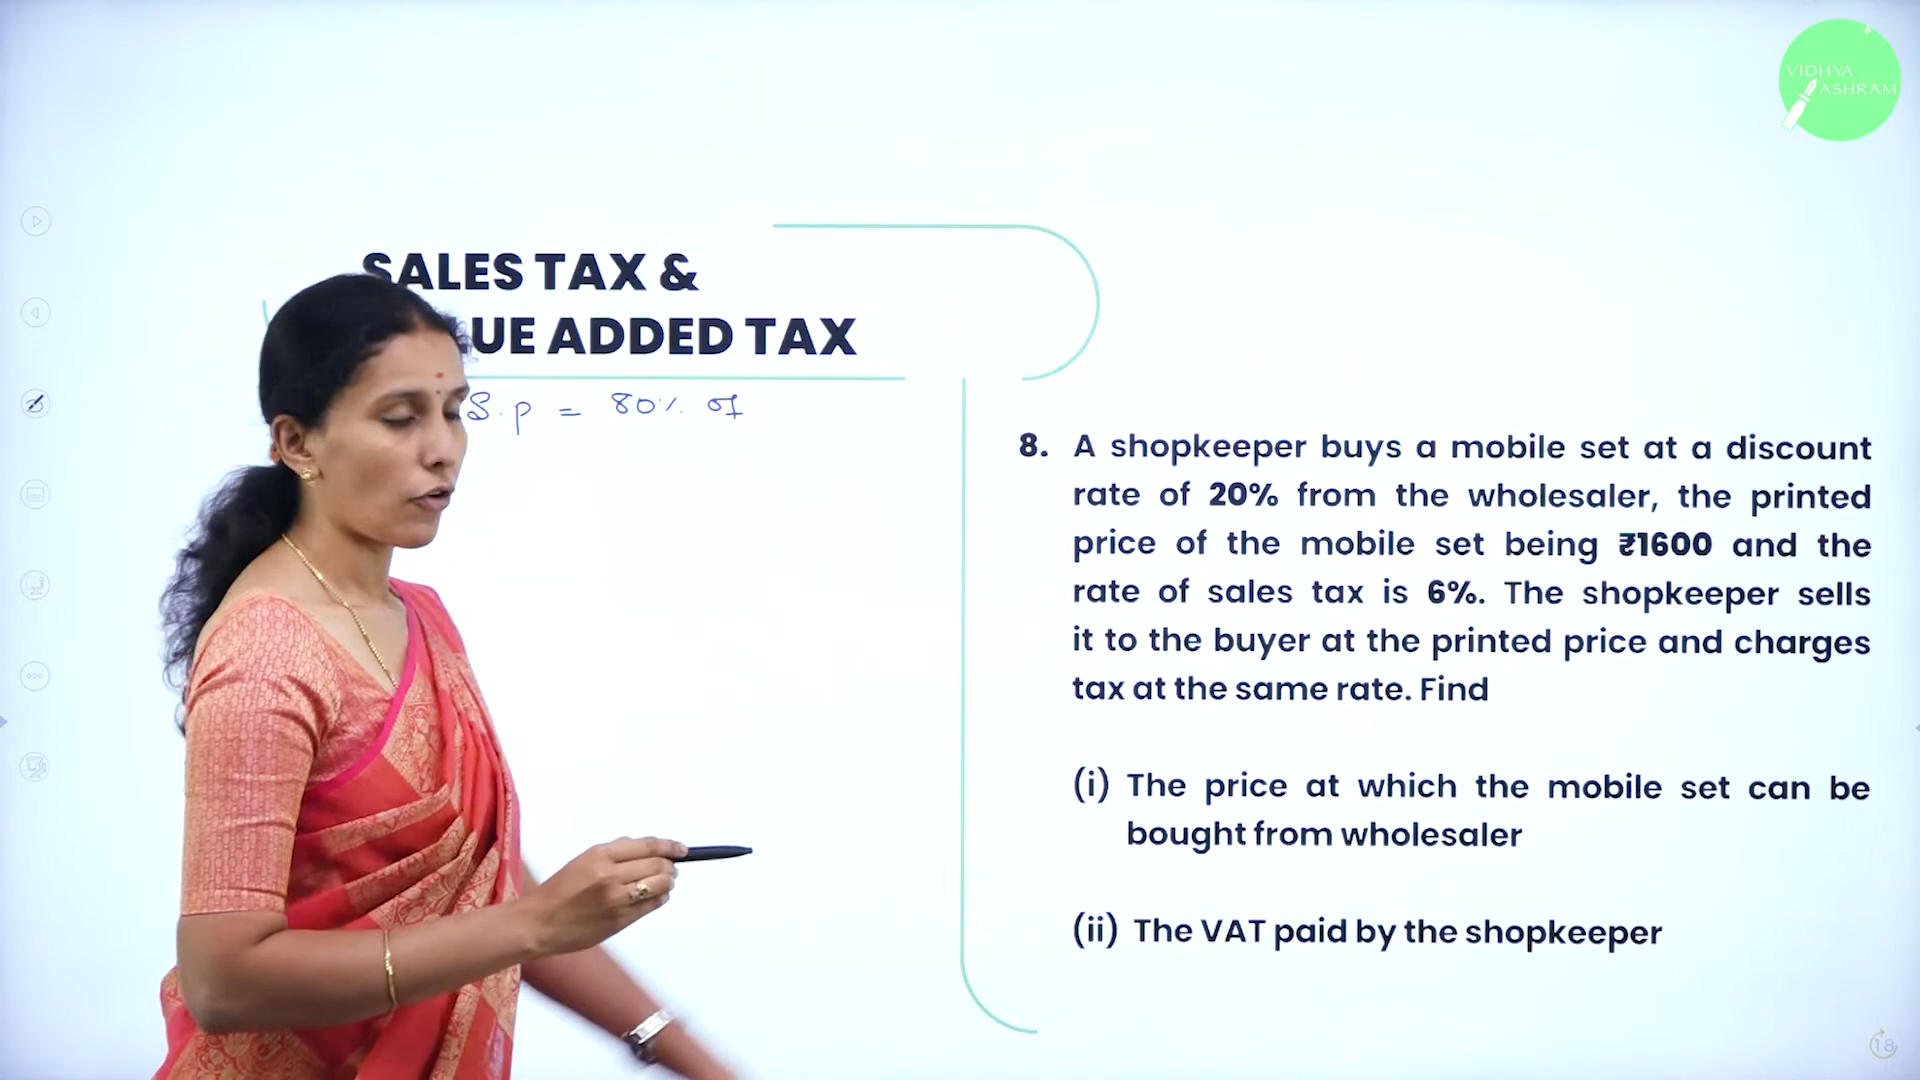 VIDHYA
ASHRAM
SALES TAX &
ADDED TAX
S.p = 80% of
8. A shopkeeper buys a mobile set at a discount
rate of 20% from the wholesaler, the printed
price of the mobile set being ₹1600 and the
rate of sales tax is 6%. The shopkeeper sells
it to the buyer at the printed price and charges
tax at the same rate. Find
(i) The price at which the mobile set can be
bought from wholesaler
(ii) The VAT paid by the shopkeeper
18